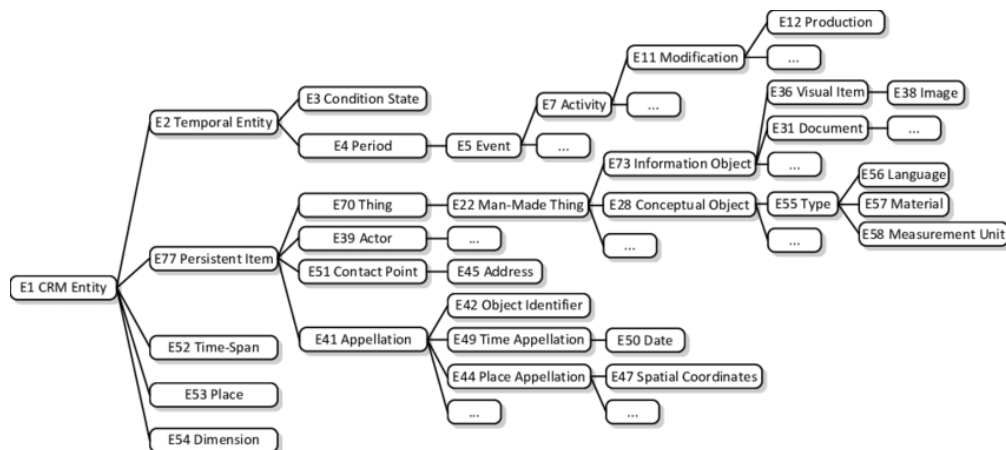 E12 Production
E11 Modification
...
E36 Visual Item
E38 Image
E3 Condition State
E7 Activity
...
E2 Temporal Entity
E31 Document
...
E4 Period
E5 Event
...
E73 Information Object
...
E56 Language
E70 Thing
E22 Man-Made Thing
E28 Conceptual Object
E55 Type
E57 Material
E39 Actor
...
...
...
E58 Measurement Unit
E77 Persistent Item
E51 Contact Point
E45 Address
E1 CRM Entity
E42 Object Identifier
E41 Appellation
E49 Time Appellation
E50 Date
E52 Time-Span
E44 Place Appellation
E47 Spatial Coordinates
E53 Place
...
...
E54 Dimension